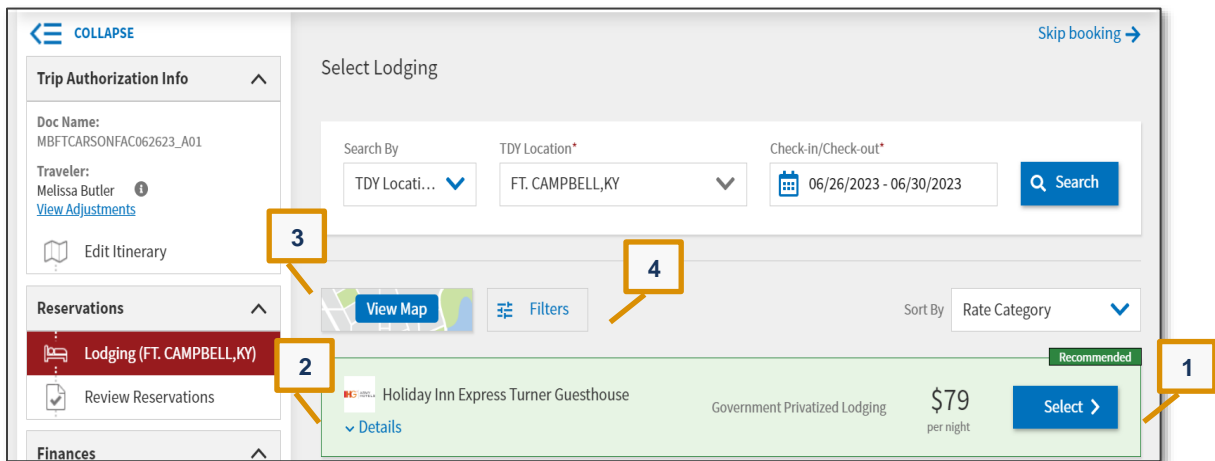 COLLAPSE
Skip booking
Trip Authorization Info
Select Lodging
Doc Name:
MBFTCARSONFAC062623_A01
Traveler:
Melissa Butler
View Adjustments
Edit Itinerary
Search By
TDY Location*
Check-in/Check-out*
TDY Locati...
FT. CAMPBELL,KY
06/26/2023 - 06/30/2023
Search
3
4
Reservations
View Map
Filters
Sort By
Rate Category
Lodging (FT. CAMPBELL,KY)
Review Reservations
Finances
2
Recommended
1
Holiday Inn Express Turner Guesthouse
Details
Government Privatized Lodging
$79
per night
Select